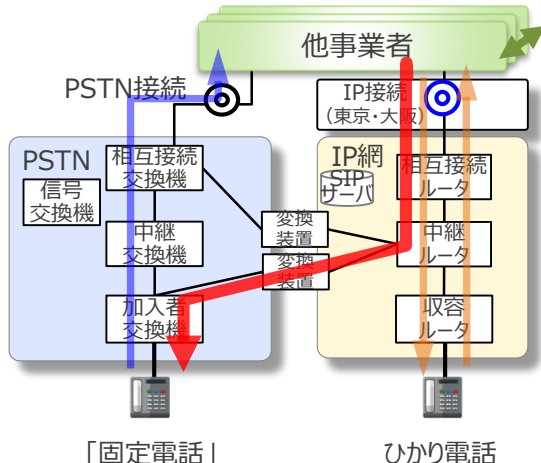 他事業者
PSTN接続
IP接続
(東京・大阪)
PSTN
相互接続
交換機
信号
交換機
中継
交換機
加入者
交換機
変換
装置
変換
装置
IP網
SIP
サーバ
相互接続
ルータ
中継
ルータ
収容
ルータ
「固定電話」
ひかり電話